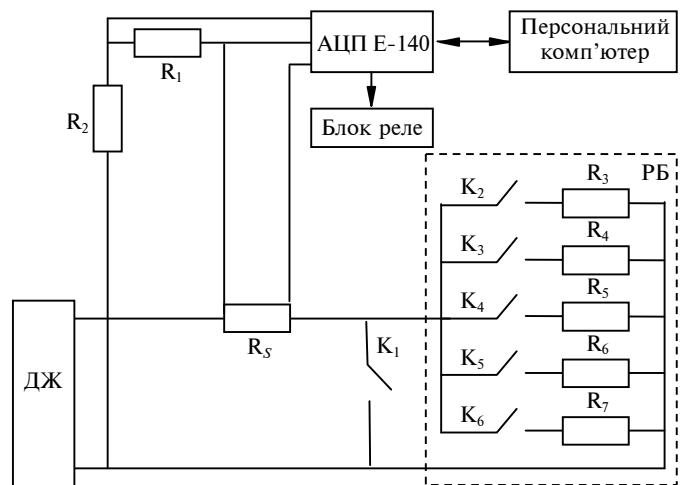 АЦП Е-140
Персональний
комп’ютер
R₁
R₂
Блок реле
РБ
K₂
R₃
K₃
R₄
K₄
R₅
K₅
R₆
K₆
R₇
R_S
K₁
ДЖ